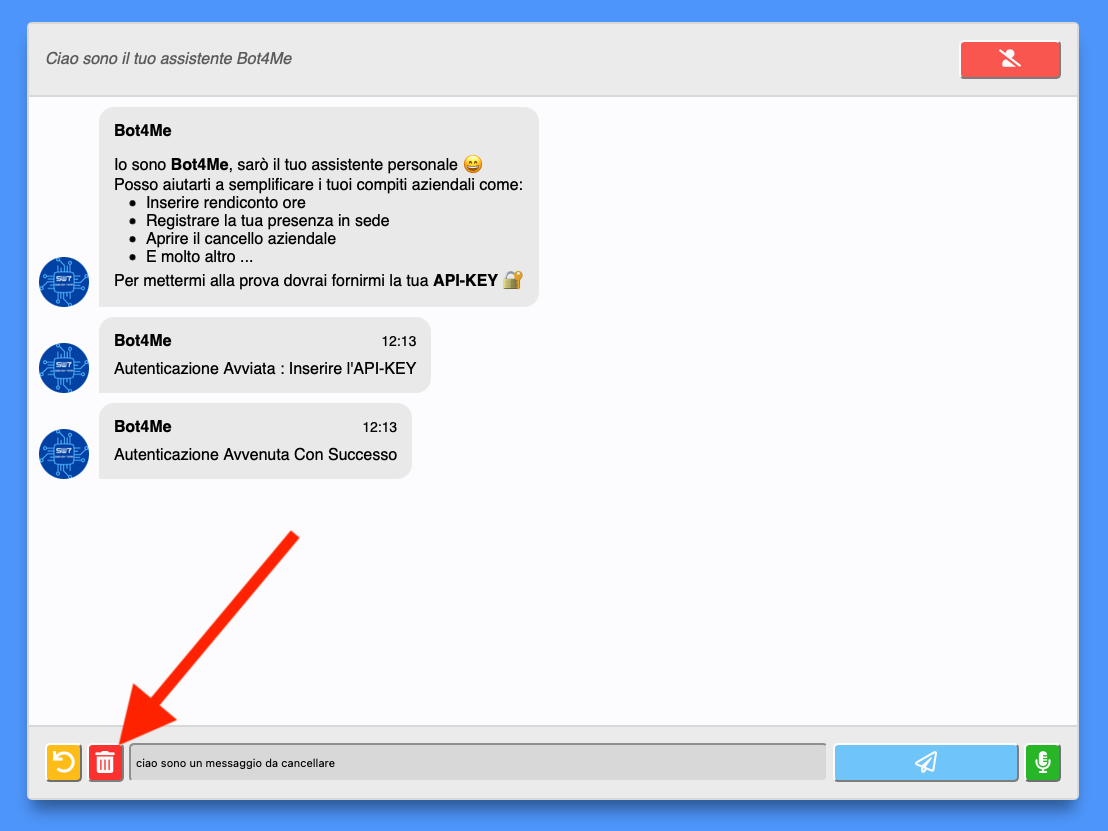 Ciao sono il tuo assistente Bot4Me
Bot4Me
Io sono Bot4Me, sarò il tuo assistente personale 😄
Posso aiutarti a semplificare i tuoi compiti aziendali come:
• Inserire rendiconto ore
• Registrare la tua presenza in sede
• Aprire il cancello aziendale
• E molto altro ...
Per mettermi alla prova dovrai fornirmi la tua API-KEY 🔐
Bot4Me 12:13
Autenticazione Avviata : Inserire l'API-KEY
Bot4Me 12:13
Autenticazione Avvenuta Con Successo
ciao sono un messaggio da cancellare